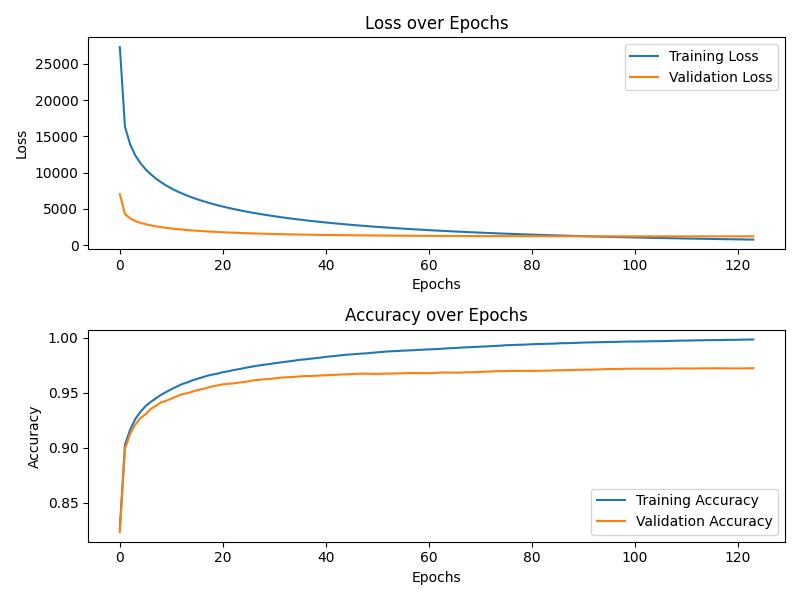 Loss over Epochs
Training Loss
Validation Loss
25000
20000
15000
10000
5000
0
Loss
0 20 40 60 80 100 120
Epochs
Accuracy over Epochs
1.00
0.95
0.90
0.85
Accuracy
Training Accuracy
Validation Accuracy
0 20 40 60 80 100 120
Epochs